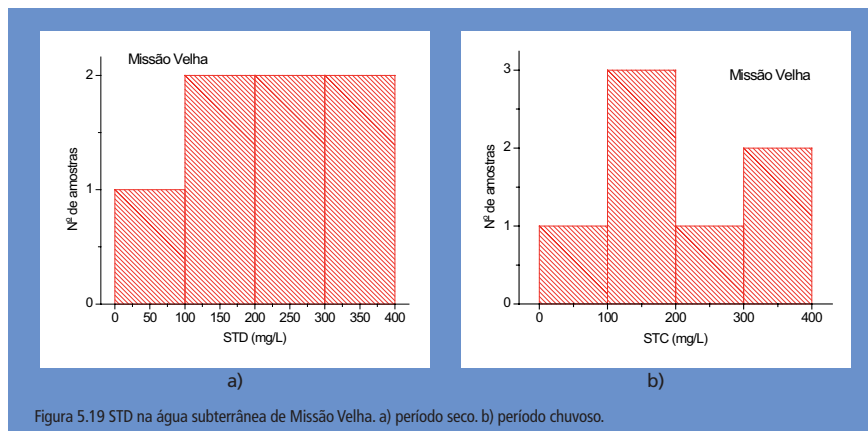 Missão Velha
2
1
0
Nº de amostras
0 50 100 150 200 250 300 350 400
STD (mg/L)
a)
Missão Velha
3
2
1
0
Nº de amostras
0 100 200 300 400
STC (mg/L)
b)
Figura 5.19 STD na água subterrânea de Missão Velha. a) período seco. b) período chuvoso.